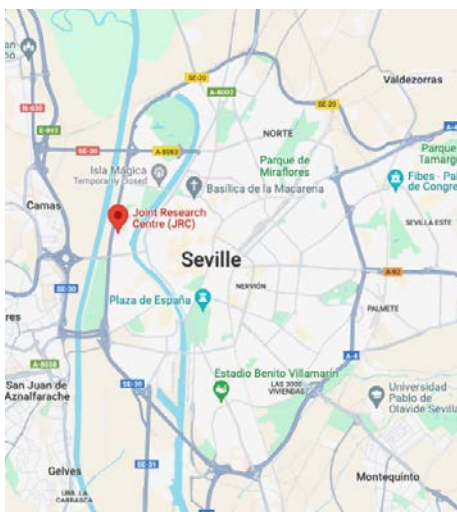 SE-20
A-8002
Valdezorras
N-630
E-803
SE-20
SE-30
A-8083
NORTE
Isla Mágica
Temporarily closed
Parque de
Miraflores
Parque
Tamarg
Basílica de la Macarena
Fibes - Pal
de Congre
Camas
Joint Research
Centre (JRC)
SEVILLA ESTE
Seville
SE-30
A-92
NERVIÓN
Plaza de España
PALMETE
A-4
A-8058
Estadio Benito Villamarín
San Juan de
Aznalfarache
SE-30
LAS 3000
VIVIENDAS
Universidad
Pablo de
Olavide Sevilla
Gelves
Montequinto
URB. LA
CARRASCA